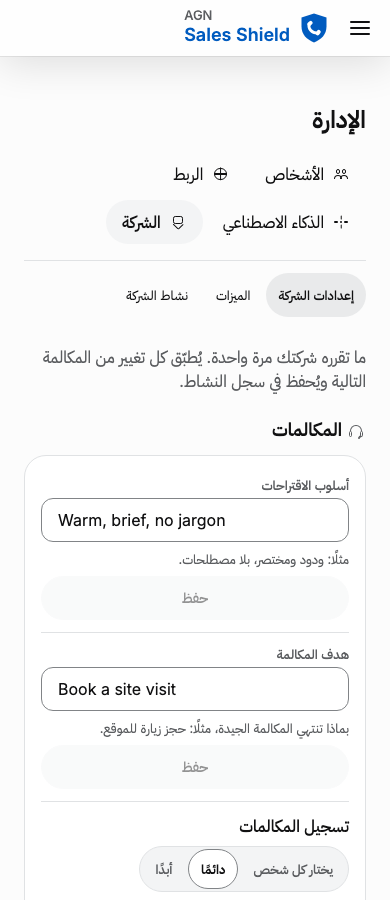 AGN
Sales Shield
الإدارة
الأشخاص
الربط
الذكاء الاصطناعي
الشركة
إعدادات الشركة
الميزات
نشاط الشركة
ما تقرره شركتك مرة واحدة. يُطبّق كل تغيير من المكالمة
التالية ويُحفظ في سجل النشاط.
المكالمات
أسلوب الاقتراحات
Warm, brief, no jargon
مثلًا: ودود ومختصر، بلا مصطلحات.
حفظ
هدف المكالمة
Book a site visit
بماذا تنتهي المكالمة الجيدة، مثلًا: حجز زيارة للموقع.
حفظ
تسجيل المكالمات
يختار كل شخص
دائمًا
أبدًا